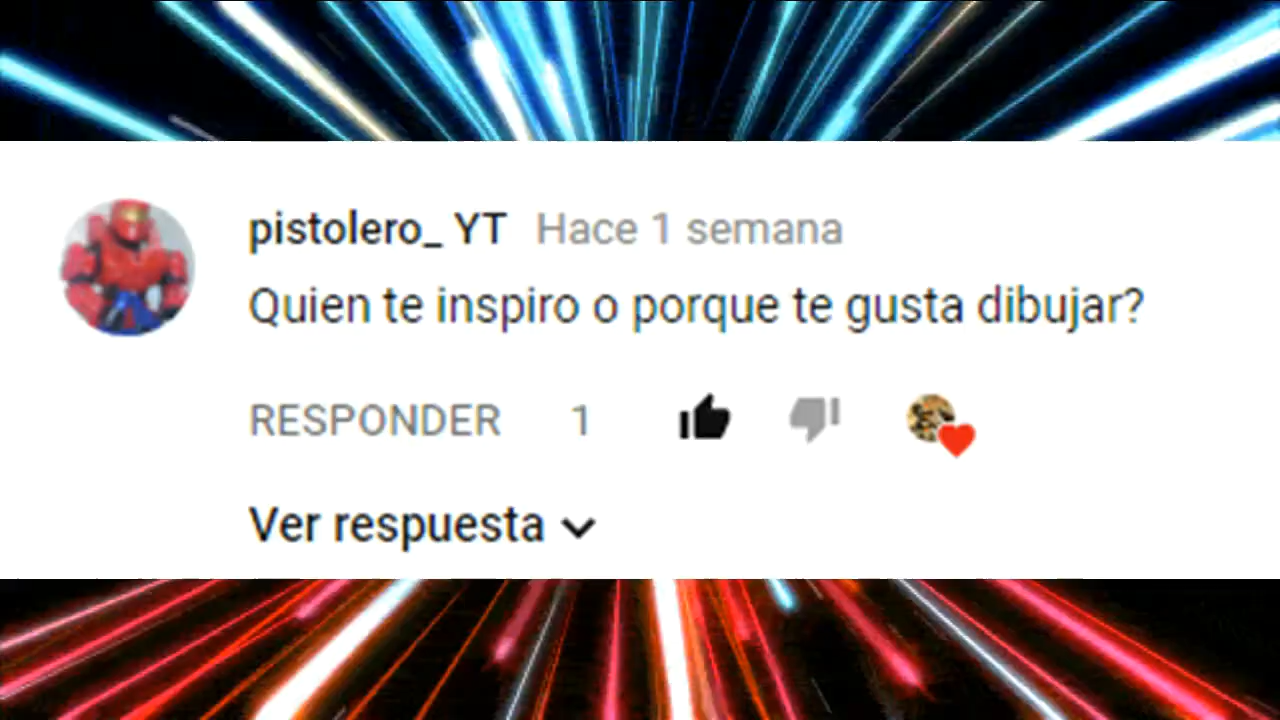 pistolero_ YT Hace 1 semana
Quien te inspiro o porque te gusta dibujar?
RESPONDER 1
Ver respuesta